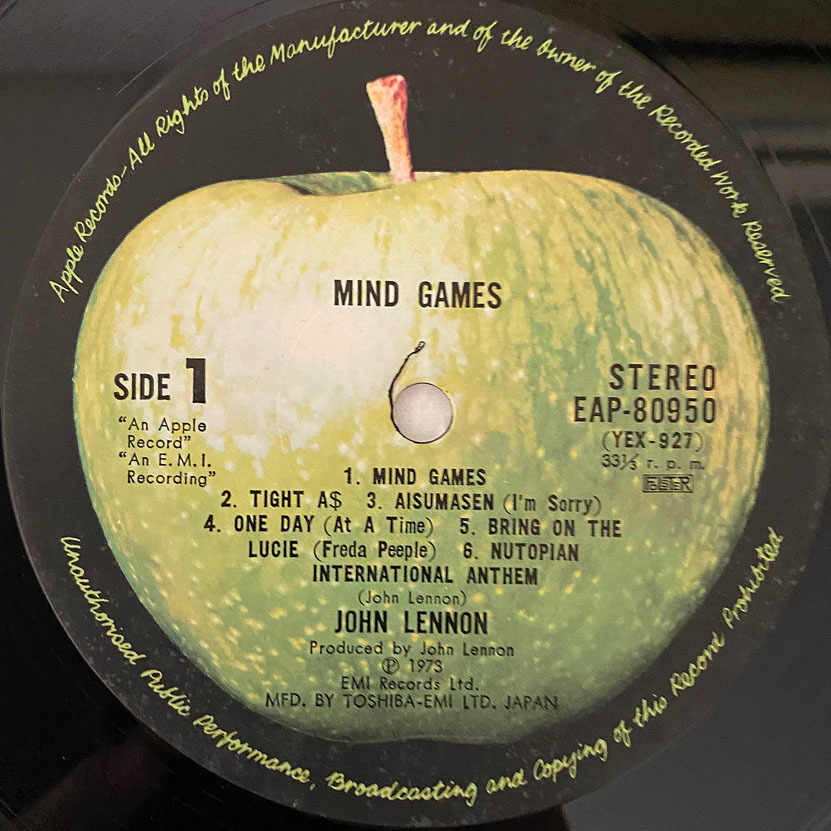 Apple Records—All Rights of the Manufacturer and of the Owner of the Recorded Work Reserved
MIND GAMES
SIDE 1
"An Apple
Record"
"An E.M.I.
Recording"
STEREO
EAP-80950
(YEX-927)
33⅓ r. p. m.
1. MIND GAMES
2. TIGHT A$ 3. AISUMASEN (I'm Sorry)
4. ONE DAY (At A Time) 5. BRING ON THE
LUCIE (Freda Peeple) 6. NUTOPIAN
INTERNATIONAL ANTHEM
(John Lennon)
JOHN LENNON
Produced by John Lennon
℗ 1973
EMI Records Ltd.
MFD. BY TOSHIBA-EMI LTD. JAPAN
Unauthorised Public Performance, Broadcasting and Copying of this Record Prohibited